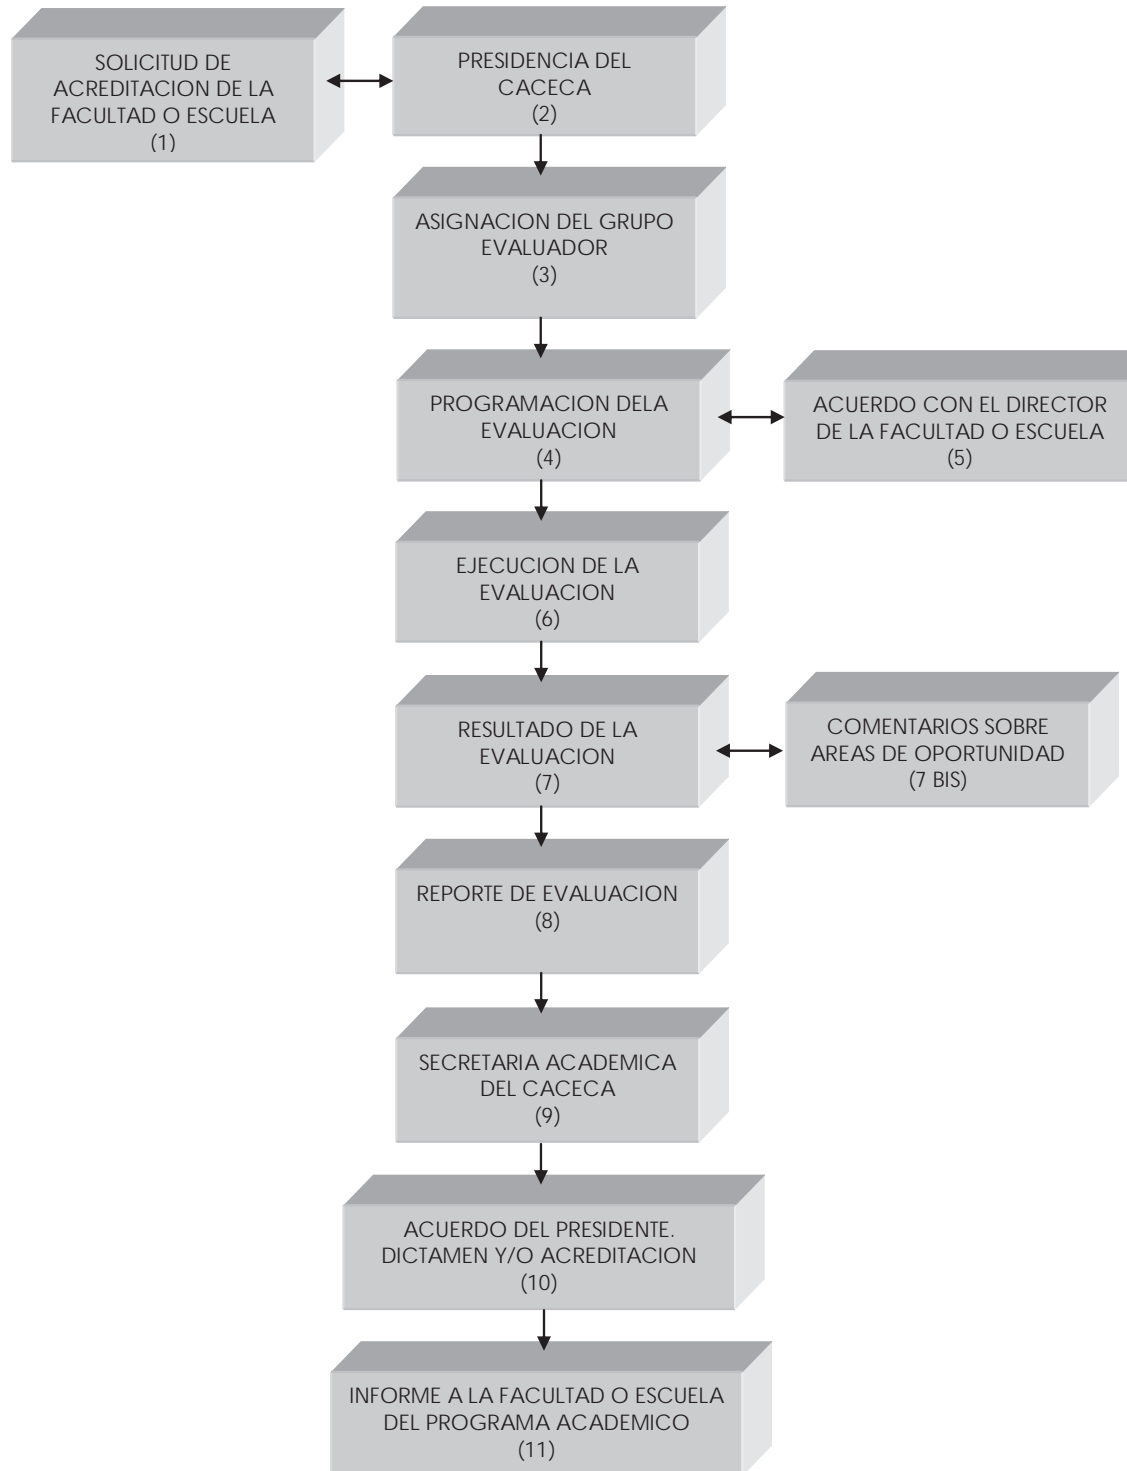 SOLICITUD DE
ACREDITACION DE LA
FACULTAD O ESCUELA
(1)
PRESIDENCIA DEL
CACECA
(2)
ASIGNACION DEL GRUPO
EVALUADOR
(3)
PROGRAMACION DELA
EVALUACION
(4)
ACUERDO CON EL DIRECTOR
DE LA FACULTAD O ESCUELA
(5)
EJECUCION DE LA
EVALUACION
(6)
RESULTADO DE LA
EVALUACION
(7)
COMENTARIOS SOBRE
AREAS DE OPORTUNIDAD
(7 BIS)
REPORTE DE EVALUACION
(8)
SECRETARIA ACADEMICA
DEL CACECA
(9)
ACUERDO DEL PRESIDENTE.
DICTAMEN Y/O ACREDITACION
(10)
INFORME A LA FACULTAD O ESCUELA
DEL PROGRAMA ACADEMICO
(11)